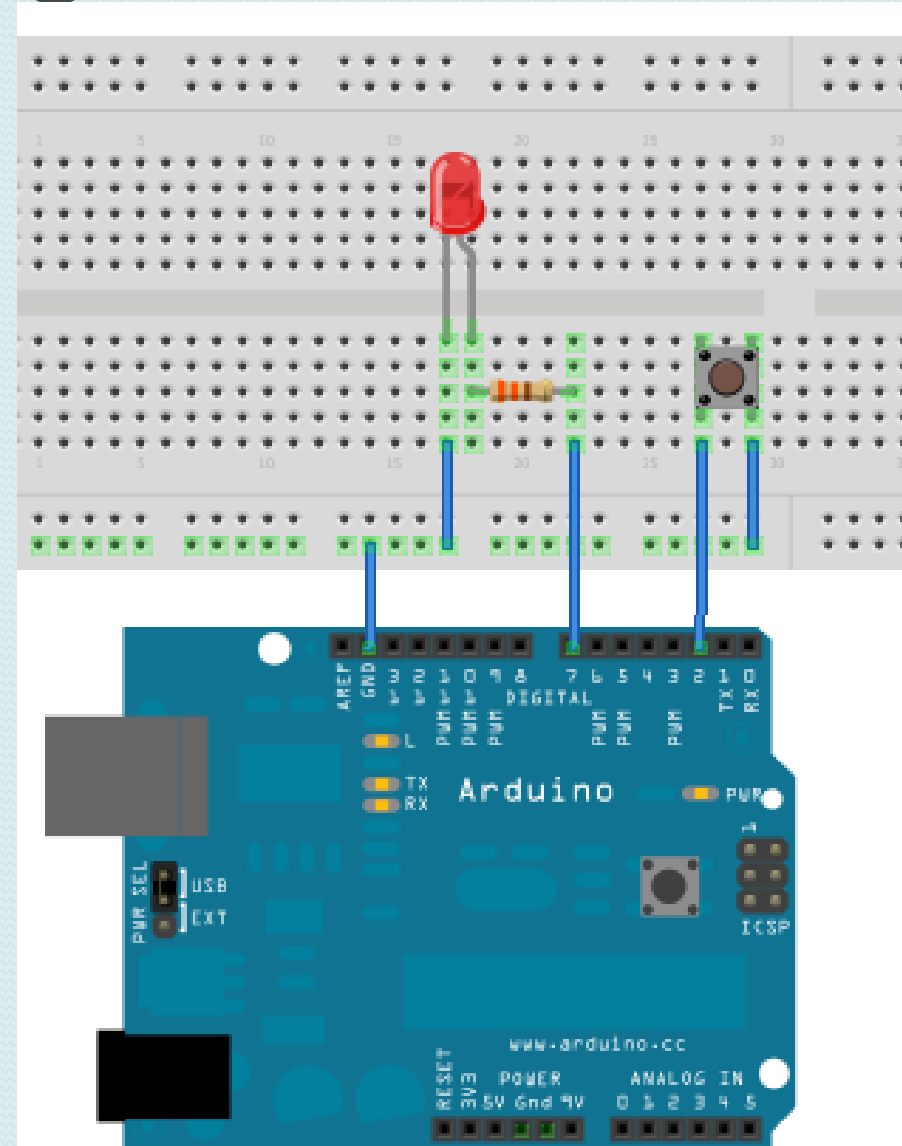 1 5 10 15 20 25 30
1 5 10 15 20 25 30
AREF GND 13 12 11 10 9 8 7 6 5 4 3 2 1 0
DIGITAL
PWM PWM PWM PWM PWM PWM TX RX
L
TX
RX
Arduino
PWR
1
PWR SEL
USB
EXT
ICSP
www.arduino.cc
RESET 3V3
POWER
ANALOG IN
5V Gnd 9V 0 1 2 3 4 5